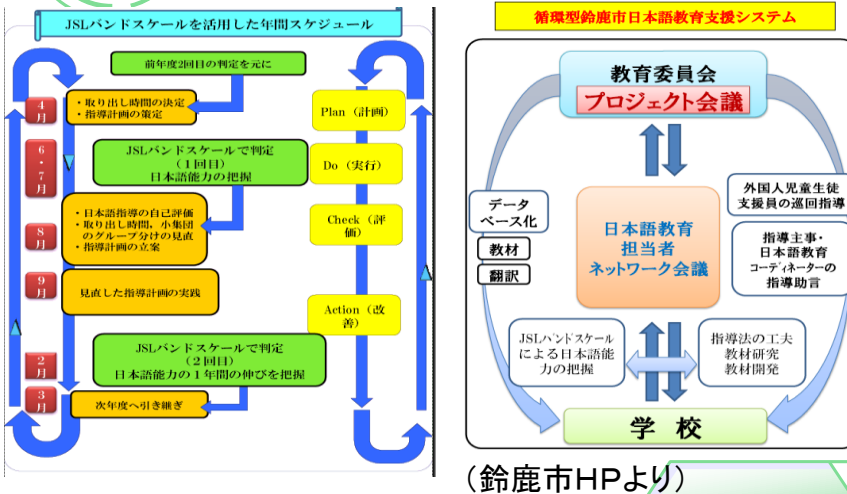 JSLバンドスケールを活用した年間スケジュール
前年度2回目の判定を元に
4月
・取り出し時間の決定
・指導計画の策定
6・7月
JSLバンドスケールで判定
(1回目)
日本語能力の把握
8月
・日本語指導の自己評価
・取り出し時間,小集団
のグループ分けの見直
・指導計画の立案
9月
見直した指導計画の実践
2月
JSLバンドスケールで判定
(2回目)
日本語能力の1年間の伸びを把握
3月
次年度へ引き継ぎ
Plan(計画)
Do(実行)
Check(評
価)
Action(改
善)
循環型鈴鹿市日本語教育支援システム
教育委員会
プロジェクト会議
データ
ベース化
教材
翻訳
日本語教育
担当者
ネットワーク会議
外国人児童生徒
支援員の巡回指導
指導主事・
日本語教育
コーディネーターの
指導助言
JSLバンドスケール
による日本語能
力の把握
指導法の工夫
教材研究
教材開発
学校
(鈴鹿市HPより)